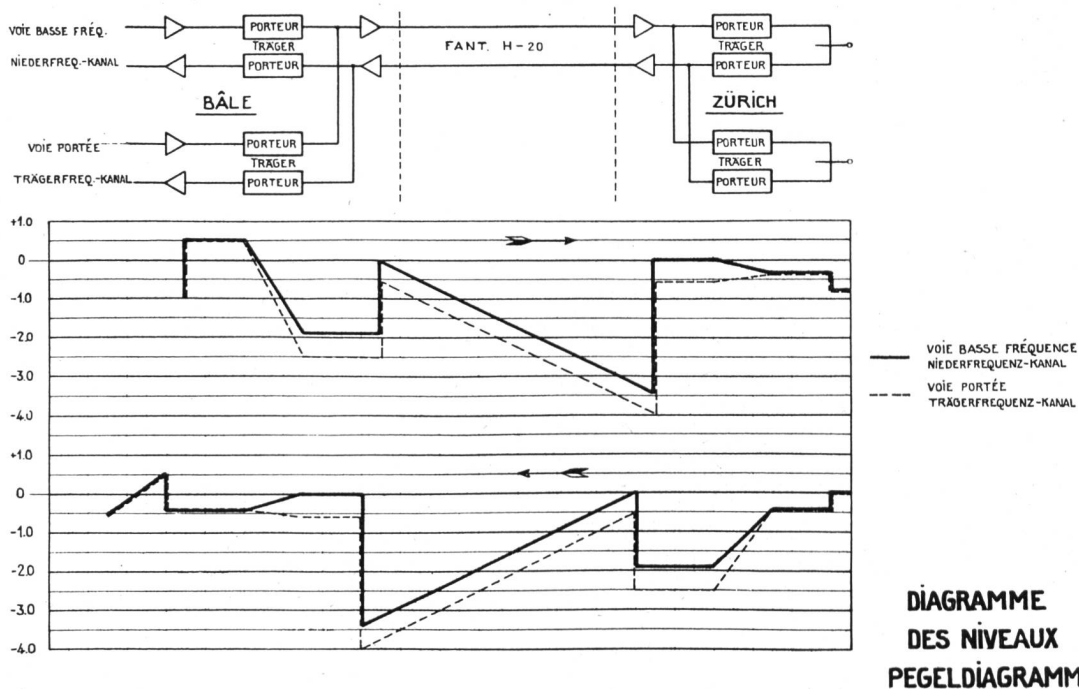 VOIE BASSE FRÉQ.
NIEDERFREQ.-KANAL
PORTEUR
TRÄGER
PORTEUR
BÂLE
VOIE PORTÉE
TRÄGERFREQ.-KANAL
PORTEUR
TRÄGER
PORTEUR
FANT. H-20
PORTEUR
TRÄGER
PORTEUR
ZÜRICH
PORTEUR
TRÄGER
PORTEUR
+1.0
0
-1.0
-2.0
-3.0
-4.0
+1.0
0
-1.0
-2.0
-3.0
-4.0
VOIE BASSE FRÉQUENCE
NIEDERFREQUENZ-KANAL
VOIE PORTÉE
TRÄGERFREQUENZ-KANAL
DIAGRAMME
DES NIVEAUX
PEGELDIAGRAMM